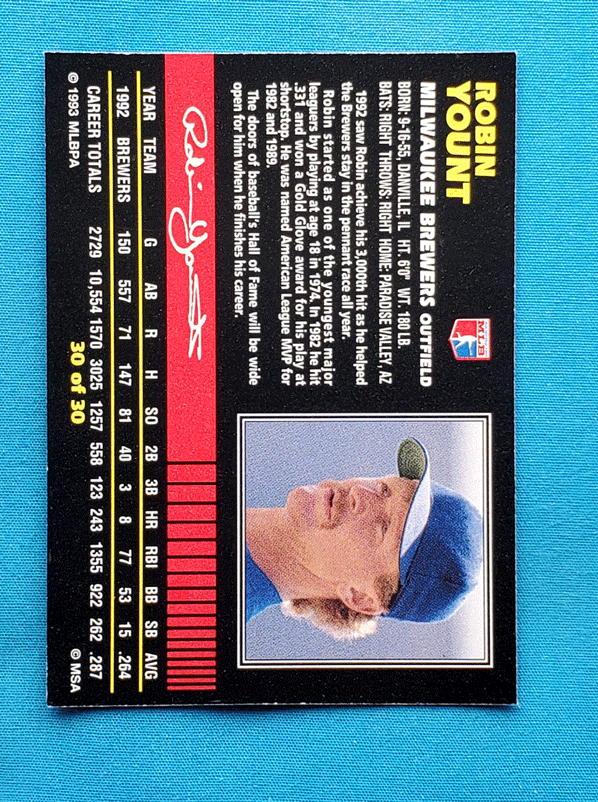 ROBIN
YOUNT
MILWAUKEE BREWERS OUTFIELD
BORN: 9-16-55, DANVILLE, IL HT. 6'0" WT. 180 LB.
BATS: RIGHT THROWS: RIGHT HOME: PARADISE VALLEY, AZ
MLB
1992 saw Robin achieve his 3,000th hit as he helped
the Brewers stay in the pennant race all year.
Robin started as one of the youngest major
leaguers by playing at age 18 in 1974. In 1982 he hit
.331 and won a Gold Glove award for his play at
shortstop. He was named American League MVP for
1982 and 1989.
The doors of baseball's Hall of Fame will be wide
open for him when he finishes his career.
Robin Yount
YEAR TEAM G AB R H SO 2B 3B HR RBI BB SB AVG
1992 BREWERS 150 557 71 147 81 40 3 8 77 53 15 .264
CAREER TOTALS 2729 10,554 1570 3025 1257 558 123 243 1355 922 262 .287
30 of 30
© 1993 MLBPA
© MSA